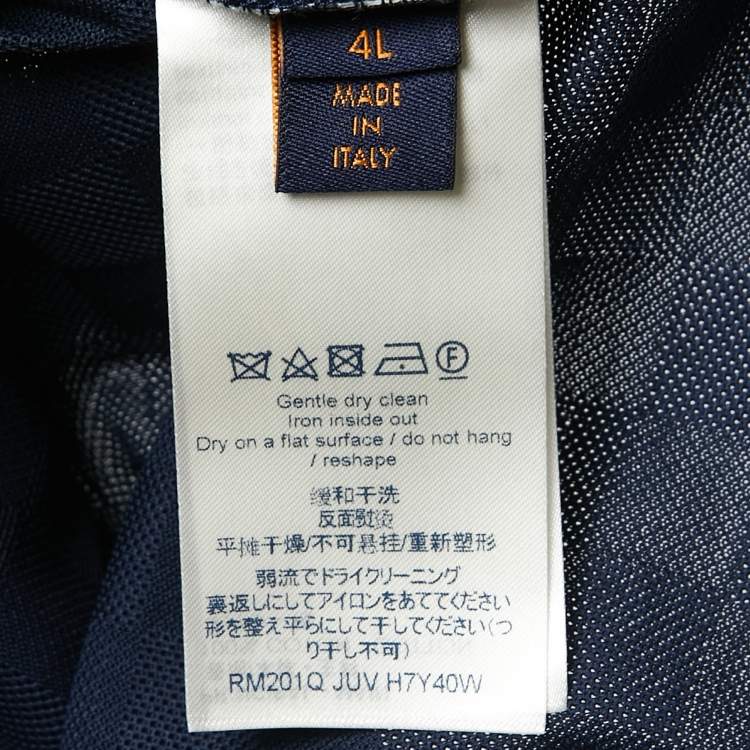 4L
MADE
IN
ITALY
F
Gentle dry clean
Iron inside out
Dry on a flat surface / do not hang
/ reshape
缓和干洗
反面熨烫
平摊干燥/不可悬挂/重新塑形
弱流でドライクリーニング
裏返しにしてアイロンをあててください
形を整え平らにして干してください(つ
り干し不可)
RM201Q JUV H7Y40W